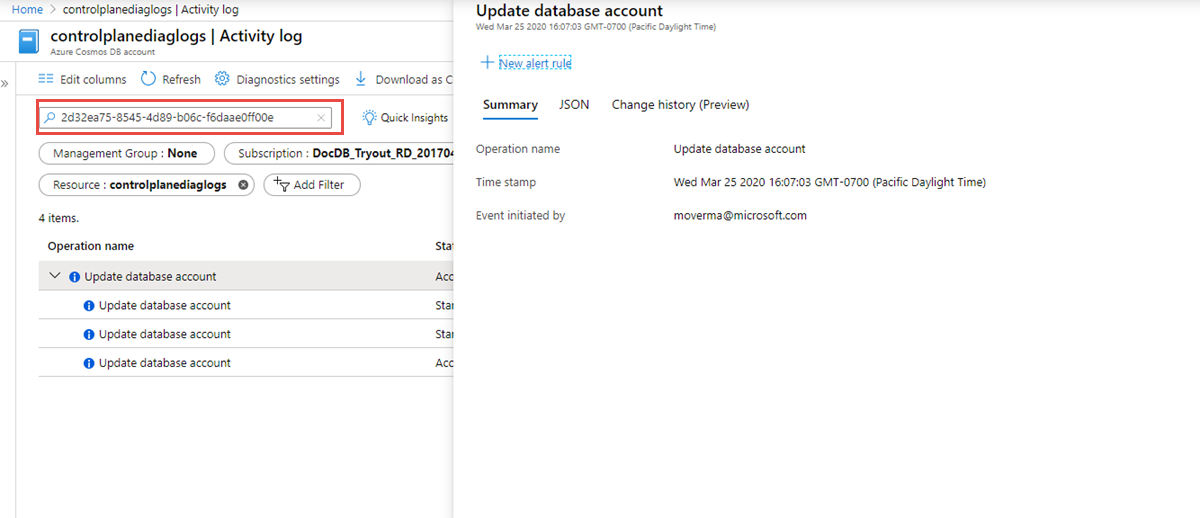 Home > controlplanediaglogs | Activity log
controlplanediaglogs | Activity log
Azure Cosmos DB account
»
Edit columns Refresh Diagnostics settings Download as C
2d32ea75-8545-4d89-b06c-f6daae0ff00e
Quick Insights
Management Group : None Subscription : DocDB_Tryout_RD_20170
Resource : controlplanediaglogs Add Filter
4 items.
Operation name Sta
Update database account Acc
Update database account Star
Update database account Star
Update database account Acc
Update database account
Wed Mar 25 2020 16:07:03 GMT-0700 (Pacific Daylight Time)
New alert rule
Summary JSON Change history (Preview)
Operation name Update database account
Time stamp Wed Mar 25 2020 16:07:03 GMT-0700 (Pacific Daylight Time)
Event initiated by moverma@microsoft.com